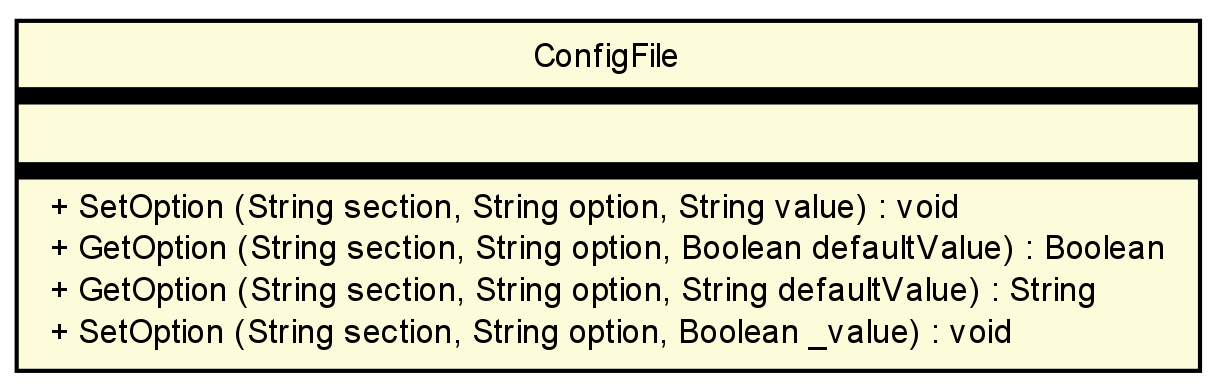 ConfigFile
+ SetOption (String section, String option, String value) : void
+ GetOption (String section, String option, Boolean defaultValue) : Boolean
+ GetOption (String section, String option, String defaultValue) : String
+ SetOption (String section, String option, Boolean _value) : void